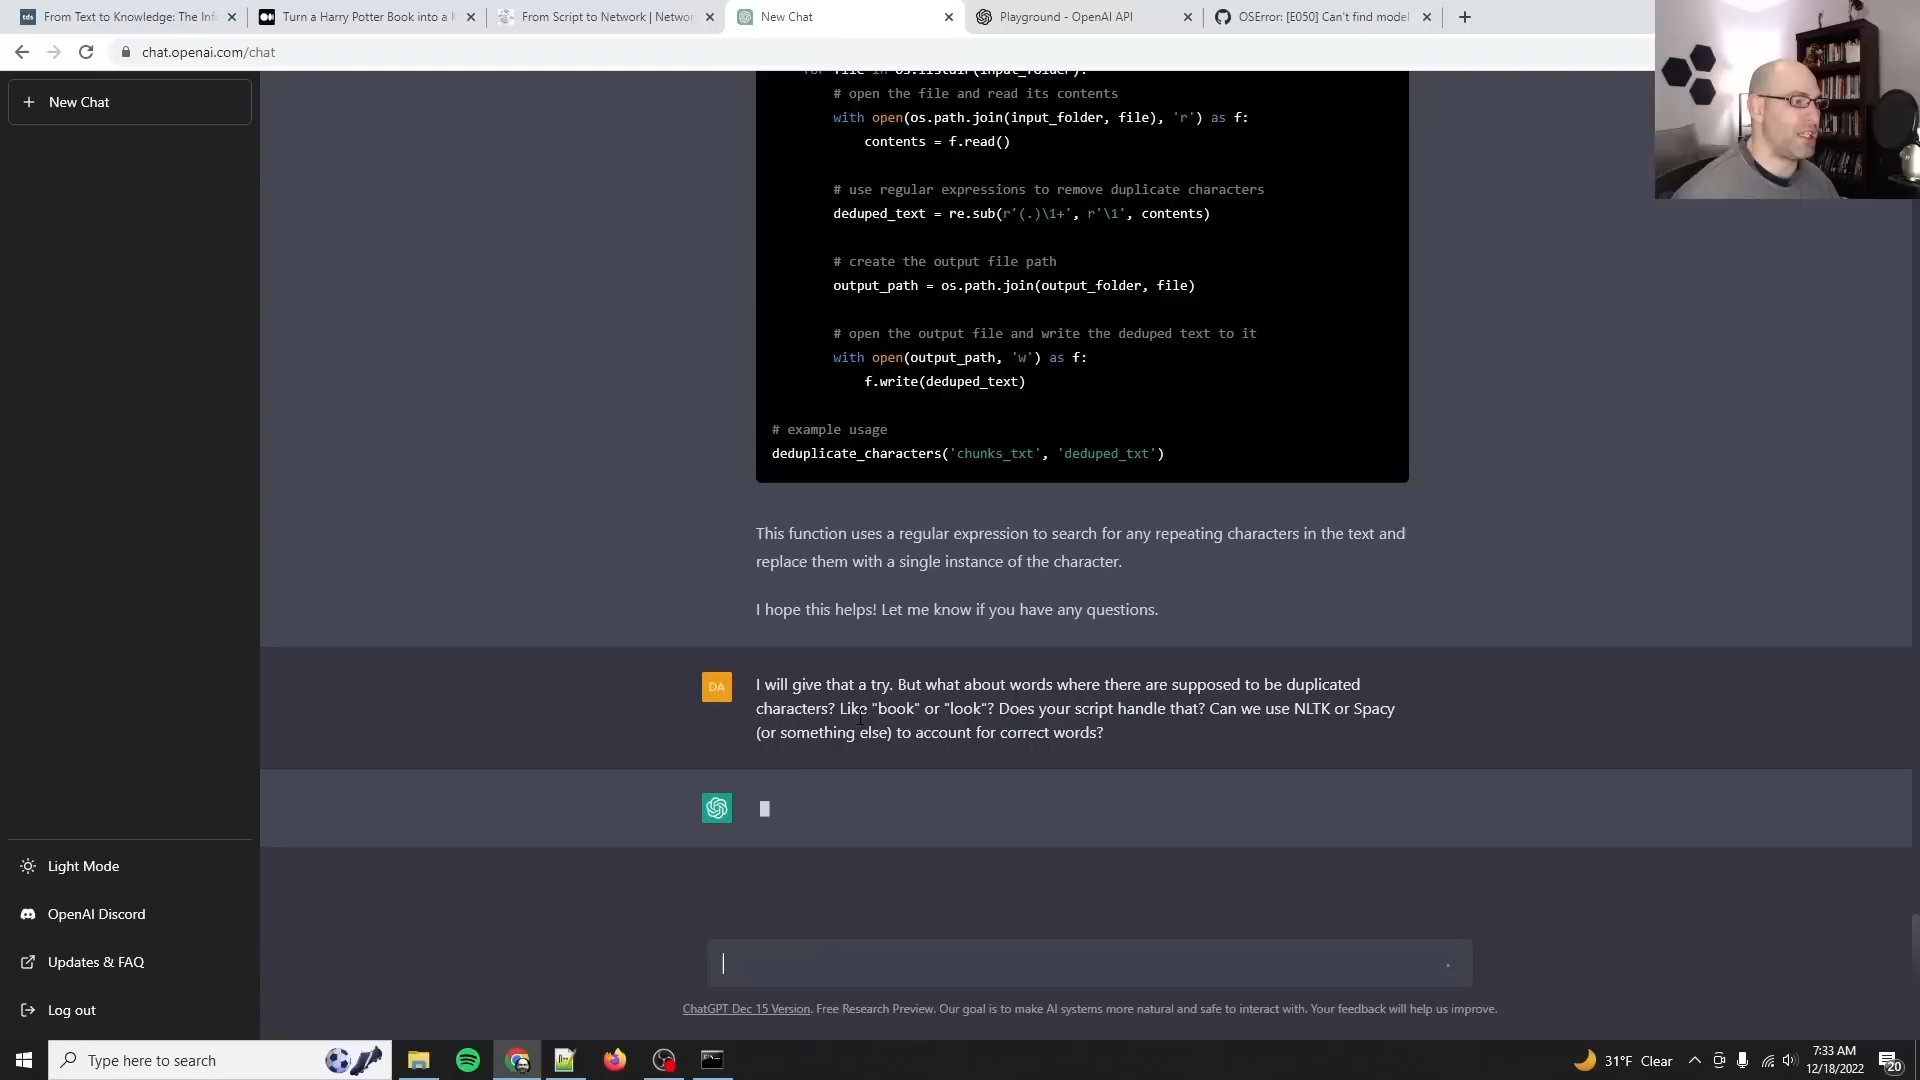 From Text to Knowledge: The Info
Turn a Harry Potter Book into a K
From Script to Network | Networ
New Chat
Playground - OpenAI API
OSError: [E050] Can't find model
chat.openai.com/chat
New Chat
for file in os.listdir(input_folder):
# open the file and read its contents
with open(os.path.join(input_folder, file), 'r') as f:
contents = f.read()
# use regular expressions to remove duplicate characters
deduped_text = re.sub(r'(.)\1+', r'\1', contents)
# create the output file path
output_path = os.path.join(output_folder, file)
# open the output file and write the deduped text to it
with open(output_path, 'w') as f:
f.write(deduped_text)
# example usage
deduplicate_characters('chunks_txt', 'deduped_txt')
This function uses a regular expression to search for any repeating characters in the text and
replace them with a single instance of the character.
I hope this helps! Let me know if you have any questions.
DA
I will give that a try. But what about words where there are supposed to be duplicated
characters? Like "book" or "look"? Does your script handle that? Can we use NLTK or Spacy
(or something else) to account for correct words?
Light Mode
OpenAI Discord
Updates & FAQ
Log out
ChatGPT Dec 15 Version. Free Research Preview. Our goal is to make AI systems more natural and safe to interact with. Your feedback will help us improve.
Type here to search
31°F Clear
7:33 AM
12/18/2022
20